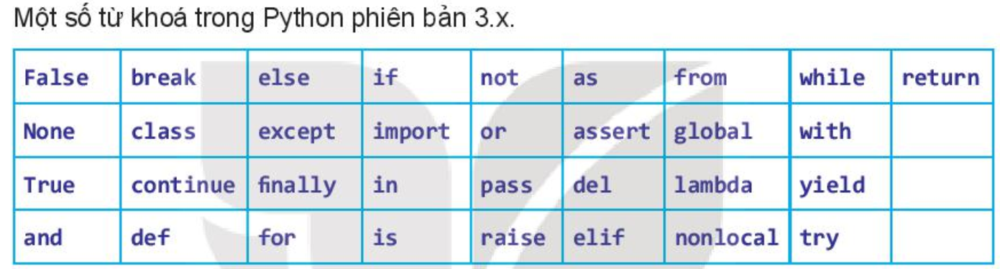 Một số từ khoá trong Python phiên bản 3.x.
False break else if not as from while return
None class except import or assert global with
True continue finally in pass del lambda yield
and def for is raise elif nonlocal try